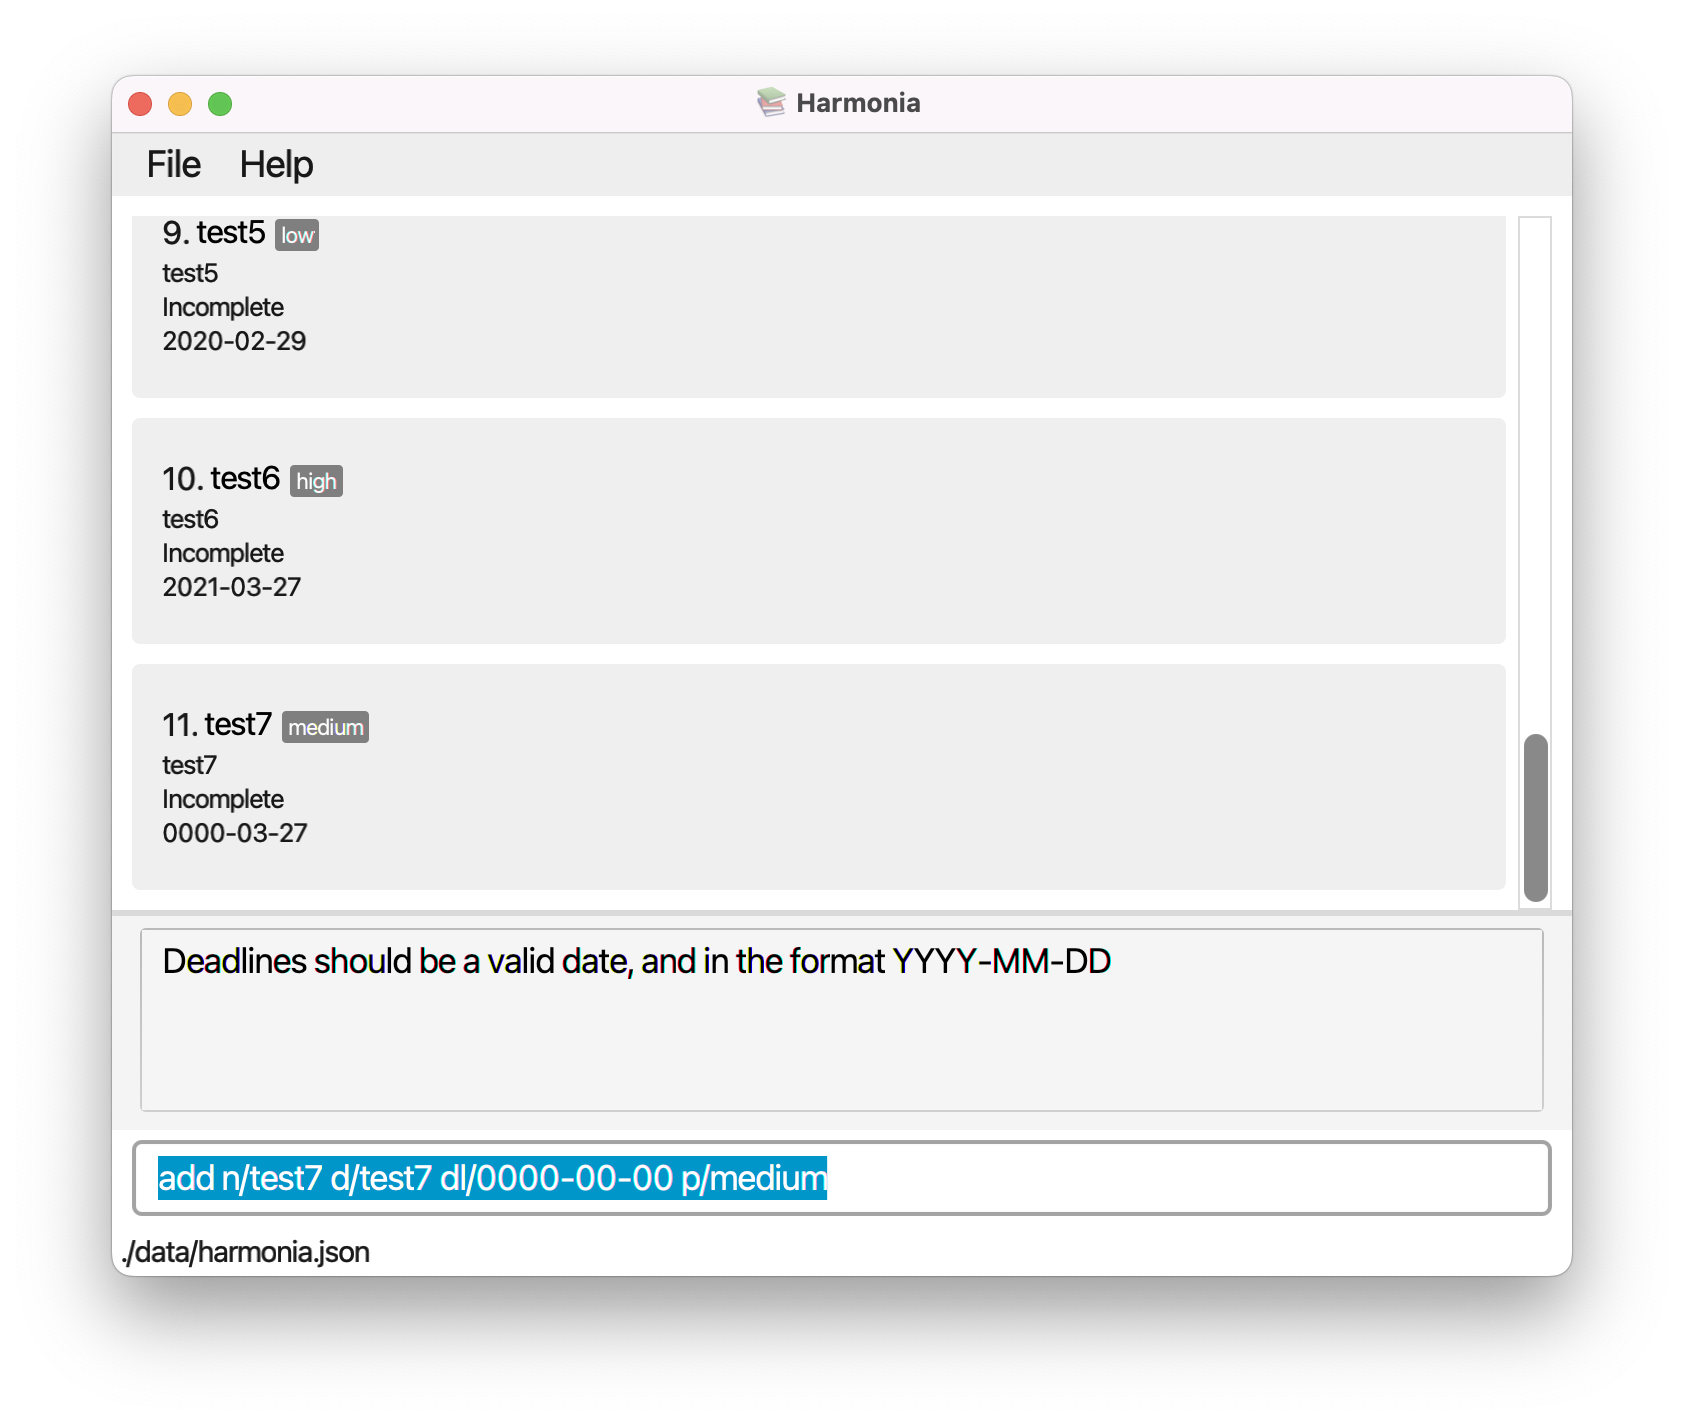 Harmonia
File Help
9. test5 low
test5
Incomplete
2020-02-29
10. test6 high
test6
Incomplete
2021-03-27
11. test7 medium
test7
Incomplete
0000-03-27
Deadlines should be a valid date, and in the format YYYY-MM-DD
add n/test7 d/test7 dl/0000-00-00 p/medium
./data/harmonia.json